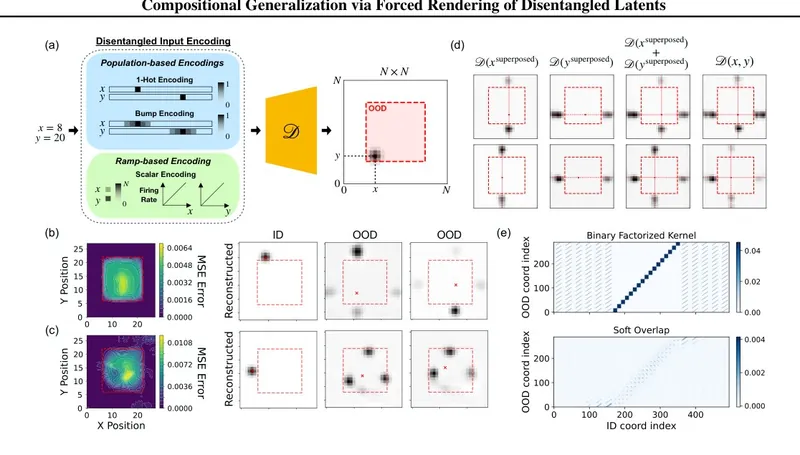 Compositional Generalization via Forced Rendering of Disentangled Latents
(a)
Disentangled Input Encoding
Population-based Encodings
1-Hot Encoding
x
y
1
0
Bump Encoding
x
y
1
0
x = 8
y = 20
Ramp-based Encoding
Scalar Encoding
x
y
N
0
Firing
Rate
x
y
𝒟
N × N
N
OOD
y
0
x
N
(d)
𝒟(x^superposed)
𝒟(y^superposed)
𝒟(x^superposed)
+
𝒟(y^superposed)
𝒟(x, y)
(b)
25
20
15
10
5
0
Y Position
0 10 20
0.0064
0.0048
0.0032
0.0016
0.0000
MSE Error
ID
OOD
OOD
Reconstructed
(c)
25
20
15
10
5
0
Y Position
0 10 20
X Position
0.0108
0.0072
0.0036
0.0000
MSE Error
Reconstructed
(e)
Binary Factorized Kernel
OOD coord index
200
100
0
0.04
0.02
0.00
Soft Overlap
OOD coord index
200
100
0
0 100 200 300 400
ID coord index
0.004
0.002
0.000